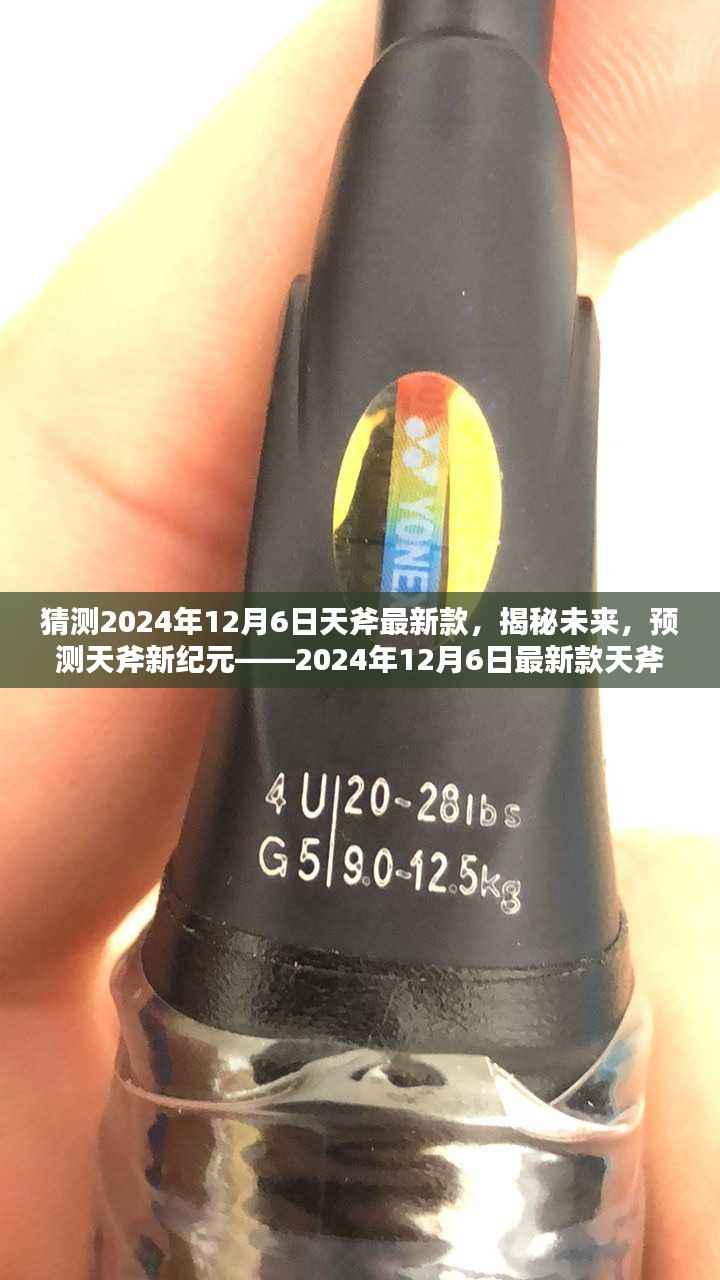 YONE
猜测2024年12月6日天斧最新款，揭秘未来，预
测天斧新纪元——2024年12月6日最新款天斧
4U 20-28lbs
G5 9.0-12.5kg